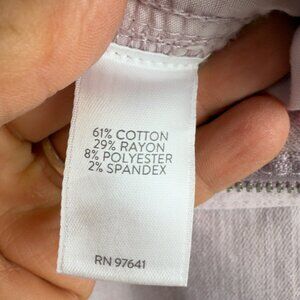 61% COTTON
29% RAYON
8% POLYESTER
2% SPANDEX
RN 97641